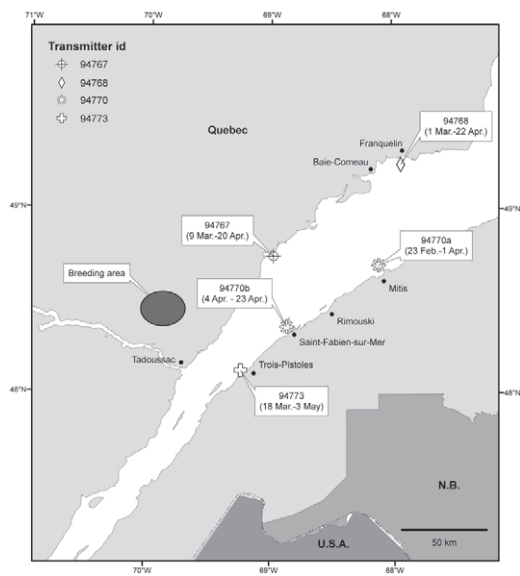 71°W
70°W
69°W
68°W
Transmitter id
94767
94768
94770
94773
Quebec
94768
(1 Mar.-22 Apr.)
Franquelin
Baie-Comeau
49°N
49°N
94767
(9 Mar.-20 Apr.)
94770a
(23 Feb.-1 Apr.)
Breeding area
94770b
(4 Apr. - 23 Apr.)
Mitis
Rimouski
Saint-Fabien-sur-Mer
Tadoussac
Trois-Pistoles
48°N
48°N
94773
(18 Mar.-3 May)
N.B.
U.S.A.
50 km
70°W
69°W
68°W